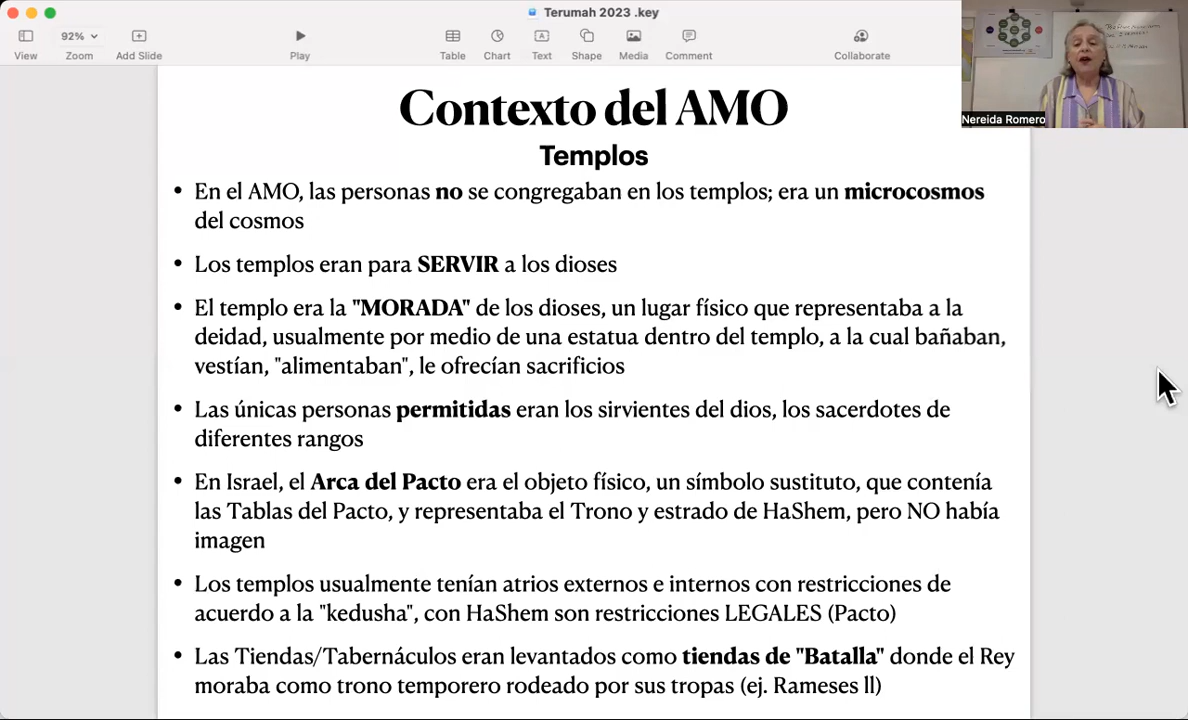 Terumah 2023 .key
92%
View
Zoom
Add Slide
Play
Table
Chart
Text
Shape
Media
Comment
Collaborate
Nereida Romero
Contexto del AMO
Templos
• En el AMO, las personas no se congregaban en los templos; era un microcosmos
del cosmos
• Los templos eran para SERVIR a los dioses
• El templo era la "MORADA" de los dioses, un lugar físico que representaba a la
deidad, usualmente por medio de una estatua dentro del templo, a la cual bañaban,
vestían, "alimentaban", le ofrecían sacrificios
• Las únicas personas permitidas eran los sirvientes del dios, los sacerdotes de
diferentes rangos
• En Israel, el Arca del Pacto era el objeto físico, un símbolo sustituto, que contenía
las Tablas del Pacto, y representaba el Trono y estrado de HaShem, pero NO había
imagen
• Los templos usualmente tenían atrios externos e internos con restricciones de
acuerdo a la "kedusha", con HaShem son restricciones LEGALES (Pacto)
• Las Tiendas/Tabernáculos eran levantados como tiendas de "Batalla" donde el Rey
moraba como trono temporero rodeado por sus tropas (ej. Rameses ll)